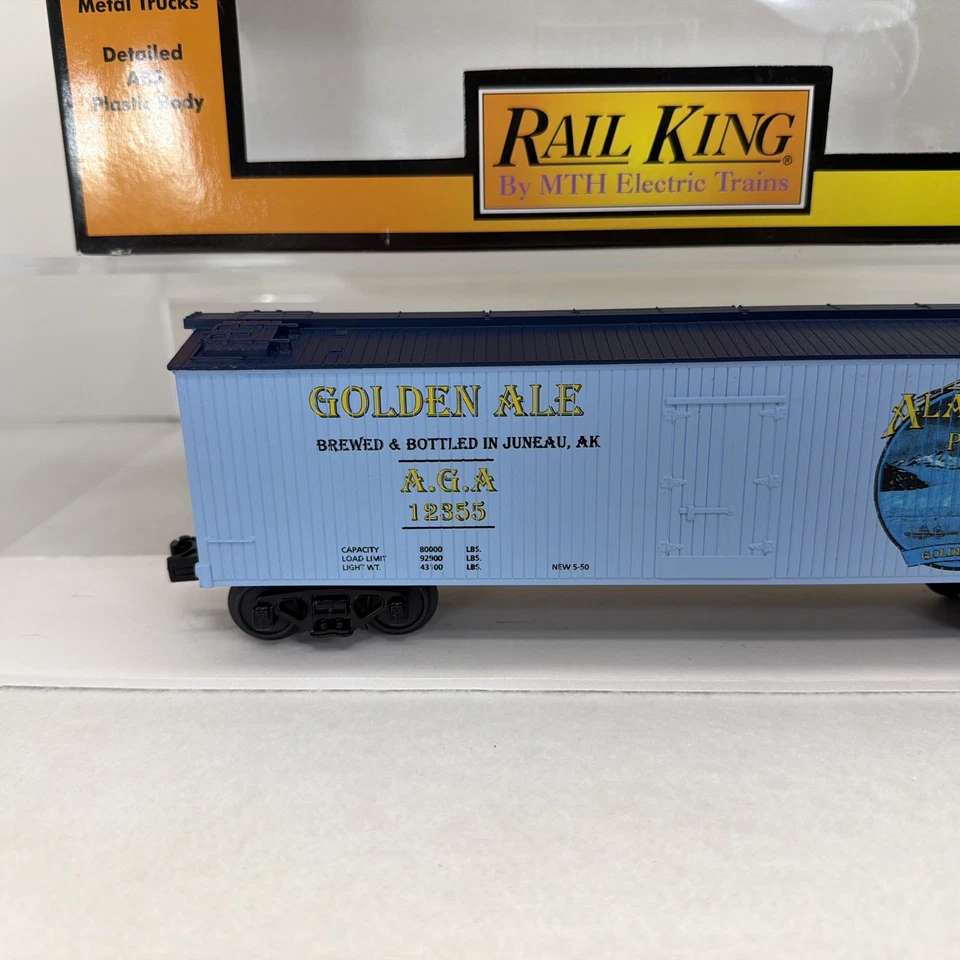 Metal Trucks
Detailed
ABS
Plastic Body
RAIL KING®
By MTH Electric Trains
GOLDEN ALE
BREWED & BOTTLED IN JUNEAU, AK
A.G.A
12355
CAPACITY 80000 LBS.
LOAD LIMIT 92900 LBS.
LIGHT WT. 43100 LBS.
NEW 5-50